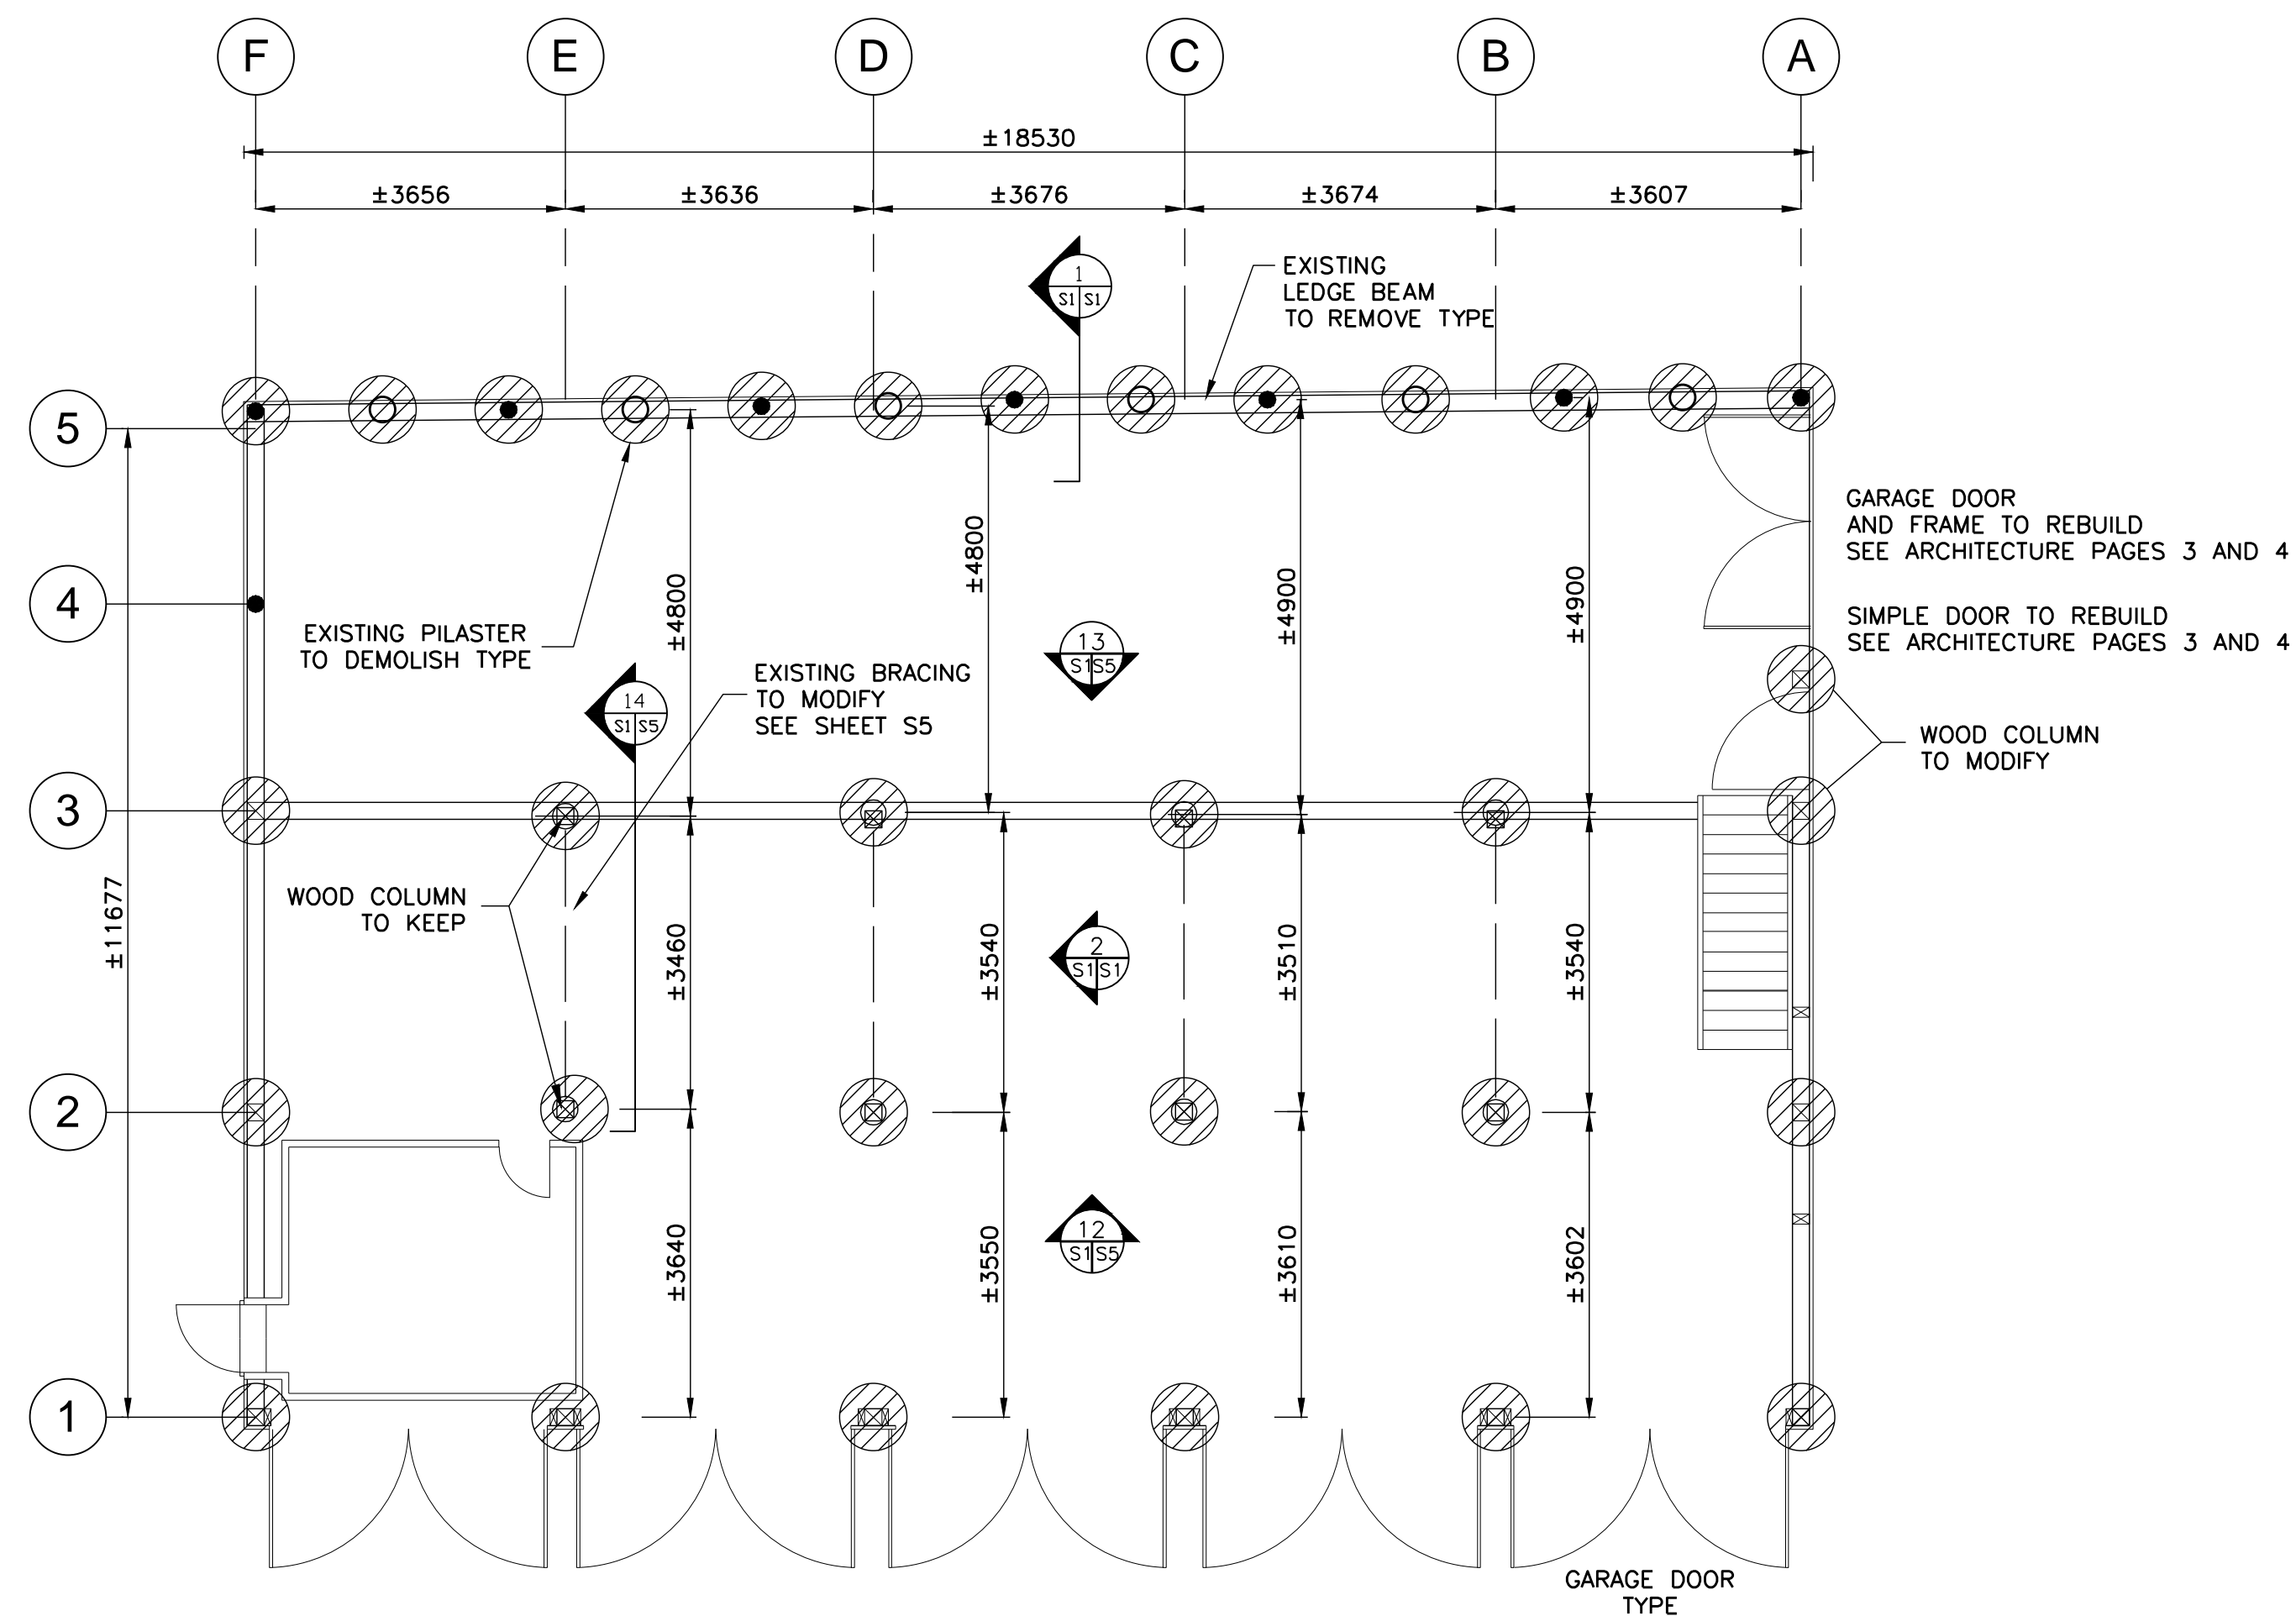 F E D C B A
±18530
±3656 ±3636 ±3676 ±3674 ±3607
1
S1 S1
EXISTING
LEDGE BEAM
TO REMOVE TYPE
5
4
3
2
1
±11677
GARAGE DOOR
AND FRAME TO REBUILD
SEE ARCHITECTURE PAGES 3 AND 4
SIMPLE DOOR TO REBUILD
SEE ARCHITECTURE PAGES 3 AND 4
±4800
±4800
±4900
±4900
EXISTING PILASTER
TO DEMOLISH TYPE
13
S1 S5
14
S1 S5
EXISTING BRACING
TO MODIFY
SEE SHEET S5
WOOD COLUMN
TO MODIFY
WOOD COLUMN
TO KEEP
±3460
±3540
2
S1 S1
±3510
±3540
±3640
±3550
12
S1 S5
±3610
±3602
GARAGE DOOR
TYPE